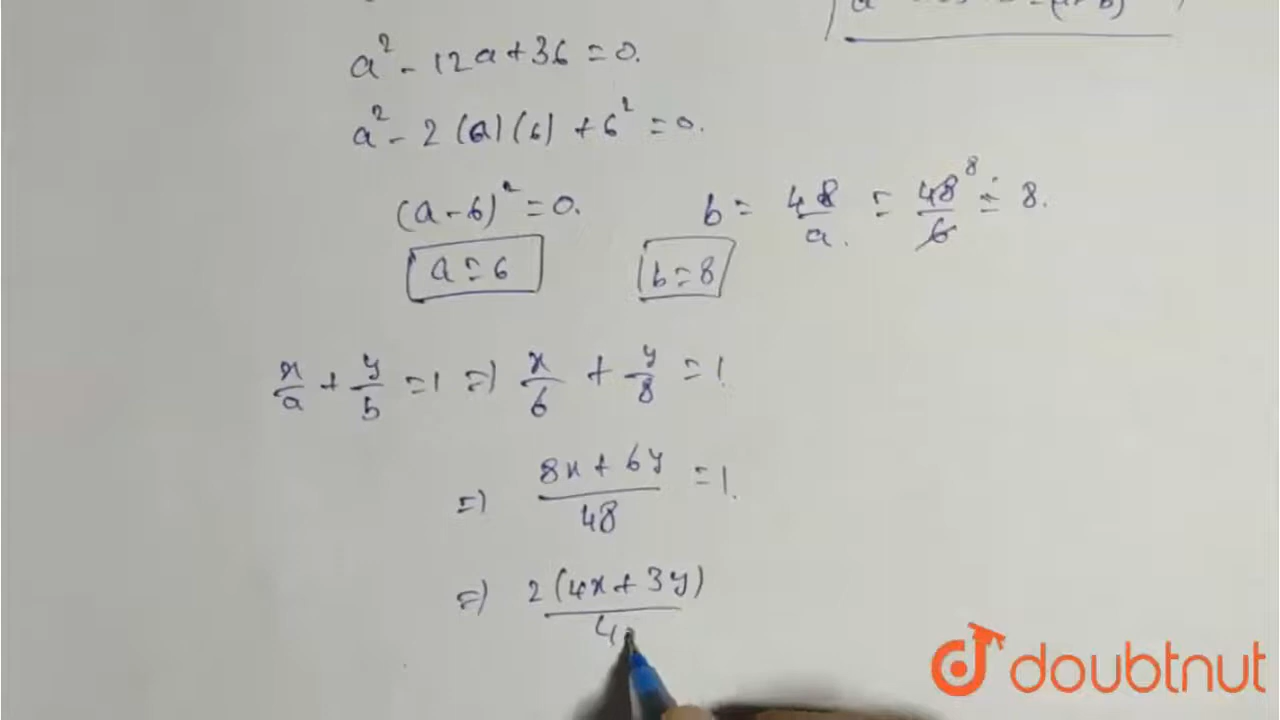 a² - 12a + 36 = 0.
a² - 2 (a) (6) + 6² = 0.
(a - 6)² = 0.
b = 48/a. = 48/6 = 8.
8
a = 6
b = 8
x/a + y/b = 1 => x/6 + y/8 = 1.
=> 8x + 6y / 48 = 1.
=> 2 (4x + 3y) / 4
doubtnut